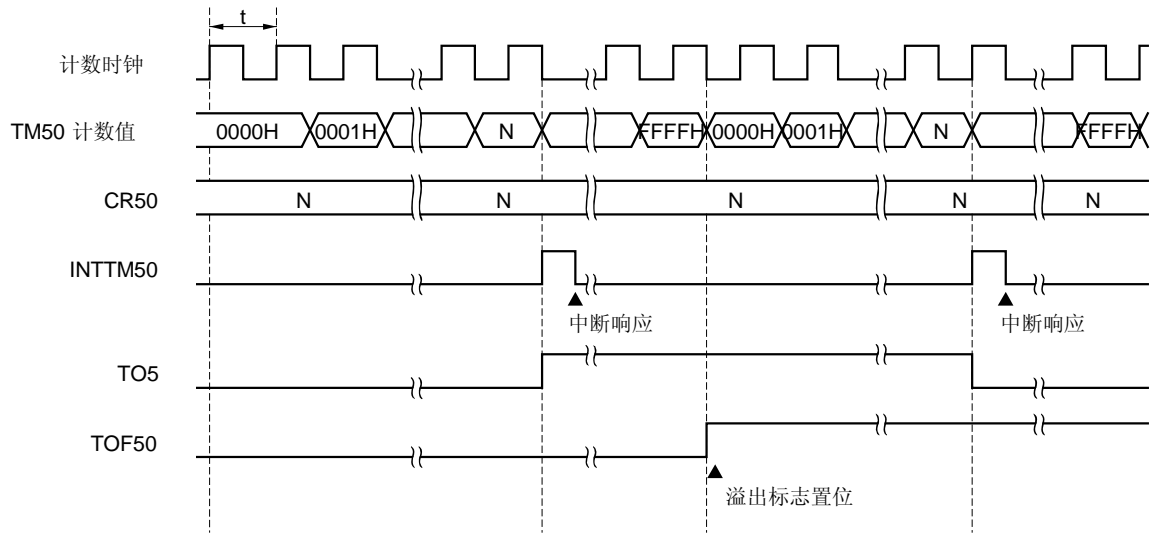 t
计数时钟
TM50 计数值
0000H 0001H N FFFFH 0000H 0001H N FFFFH
CR50
N N N N N
INTTM50
中断响应 中断响应
TO5
TOF50
溢出标志置位